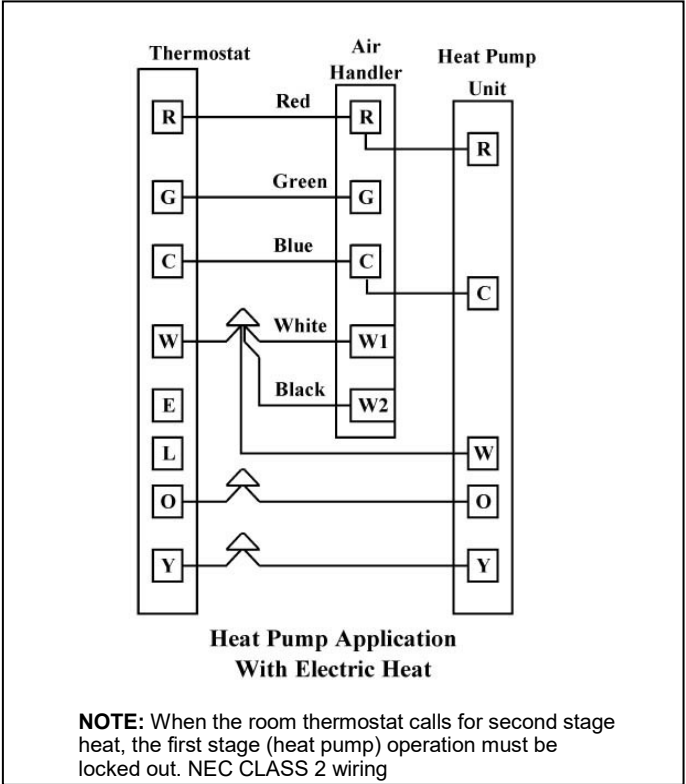 Thermostat
Air
Handler
Heat Pump
Unit
R Red R
R
G Green G
C Blue C
C
W White W1
E Black W2
L W
O O
Y Y
Heat Pump Application
With Electric Heat
NOTE: When the room thermostat calls for second stage
heat, the first stage (heat pump) operation must be
locked out. NEC CLASS 2 wiring